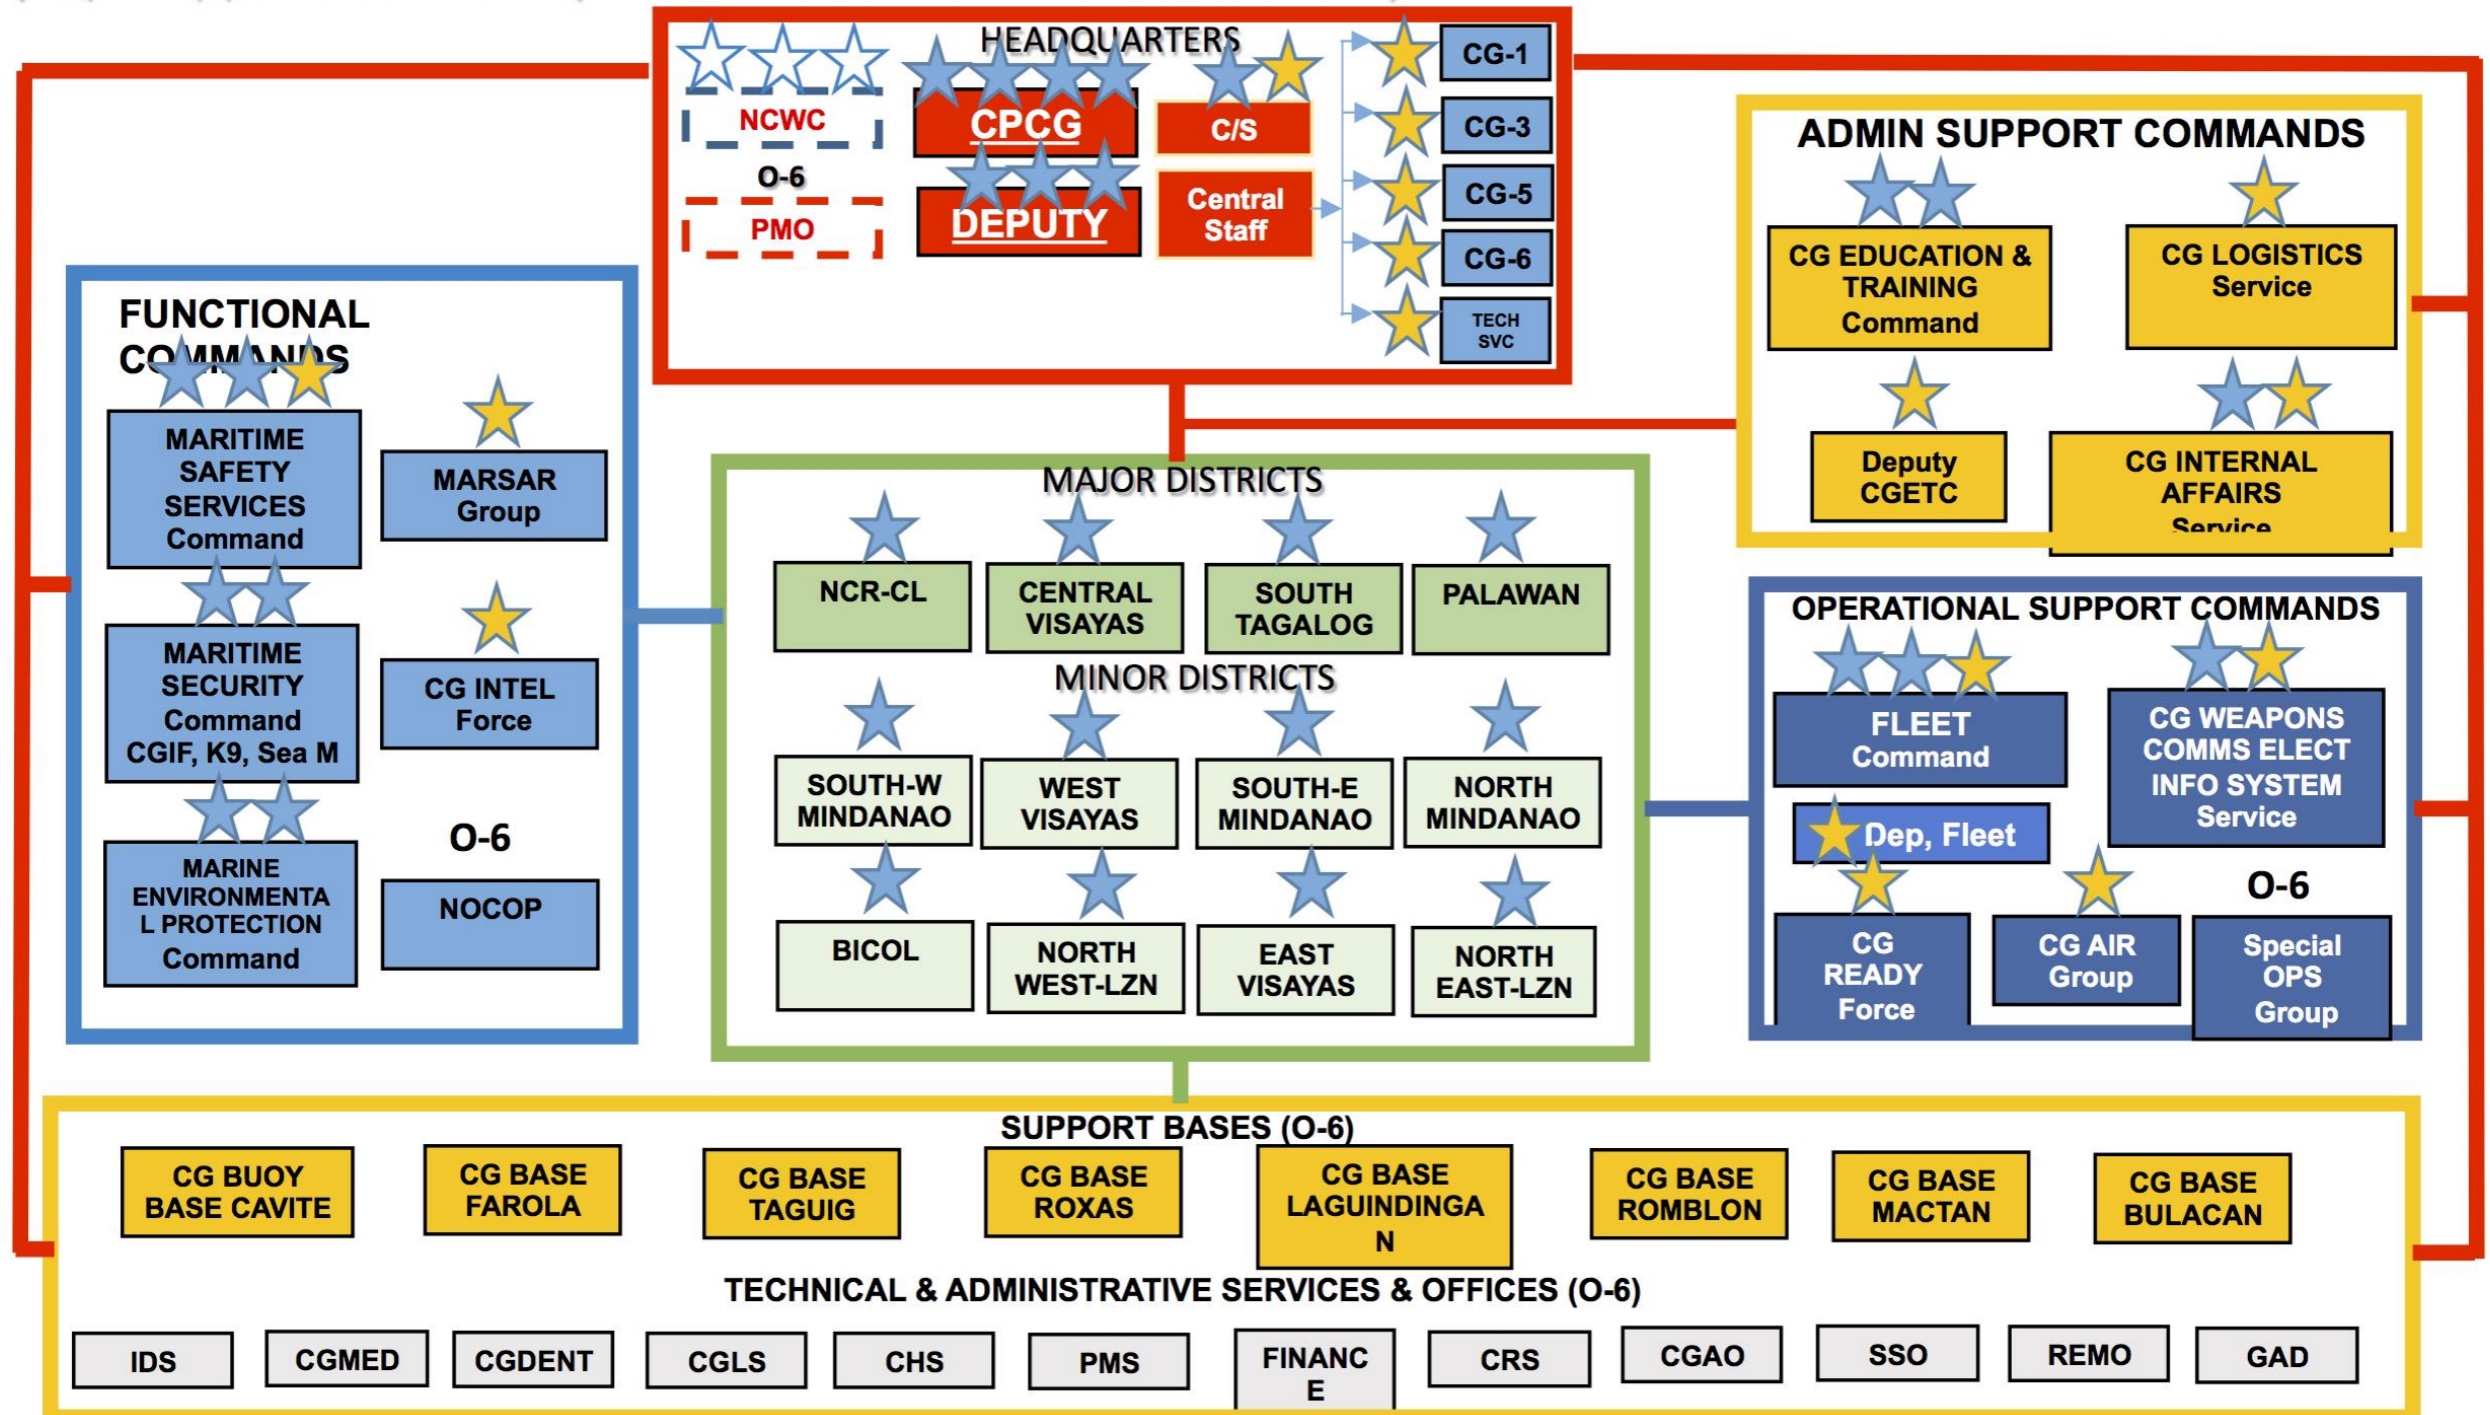 HEADQUARTERS
NCWC
O-6
PMO
CPCG
DEPUTY
C/S
Central
Staff
CG-1
CG-3
CG-5
CG-6
TECH
SVC
ADMIN SUPPORT COMMANDS
CG EDUCATION &
TRAINING
Command
CG LOGISTICS
Service
Deputy
CGETC
CG INTERNAL
AFFAIRS
Service
FUNCTIONAL
COMMANDS
MARITIME
SAFETY
SERVICES
Command
MARSAR
Group
MARITIME
SECURITY
Command
CGIF, K9, Sea M
CG INTEL
Force
MARINE
ENVIRONMENTA
L PROTECTION
Command
O-6
NOCOP
MAJOR DISTRICTS
NCR-CL
CENTRAL
VISAYAS
SOUTH
TAGALOG
PALAWAN
MINOR DISTRICTS
SOUTH-W
MINDANAO
WEST
VISAYAS
SOUTH-E
MINDANAO
NORTH
MINDANAO
BICOL
NORTH
WEST-LZN
EAST
VISAYAS
NORTH
EAST-LZN
OPERATIONAL SUPPORT COMMANDS
FLEET
Command
CG WEAPONS
COMMS ELECT
INFO SYSTEM
Service
Dep, Fleet
CG
READY
Force
CG AIR
Group
O-6
Special
OPS
Group
SUPPORT BASES (O-6)
CG BUOY
BASE CAVITE
CG BASE
FAROLA
CG BASE
TAGUIG
CG BASE
ROXAS
CG BASE
LAGUINDINGA
N
CG BASE
ROMBLON
CG BASE
MACTAN
CG BASE
BULACAN
TECHNICAL & ADMINISTRATIVE SERVICES & OFFICES (O-6)
IDS
CGMED
CGDENT
CGLS
CHS
PMS
FINANC
E
CRS
CGAO
SSO
REMO
GAD